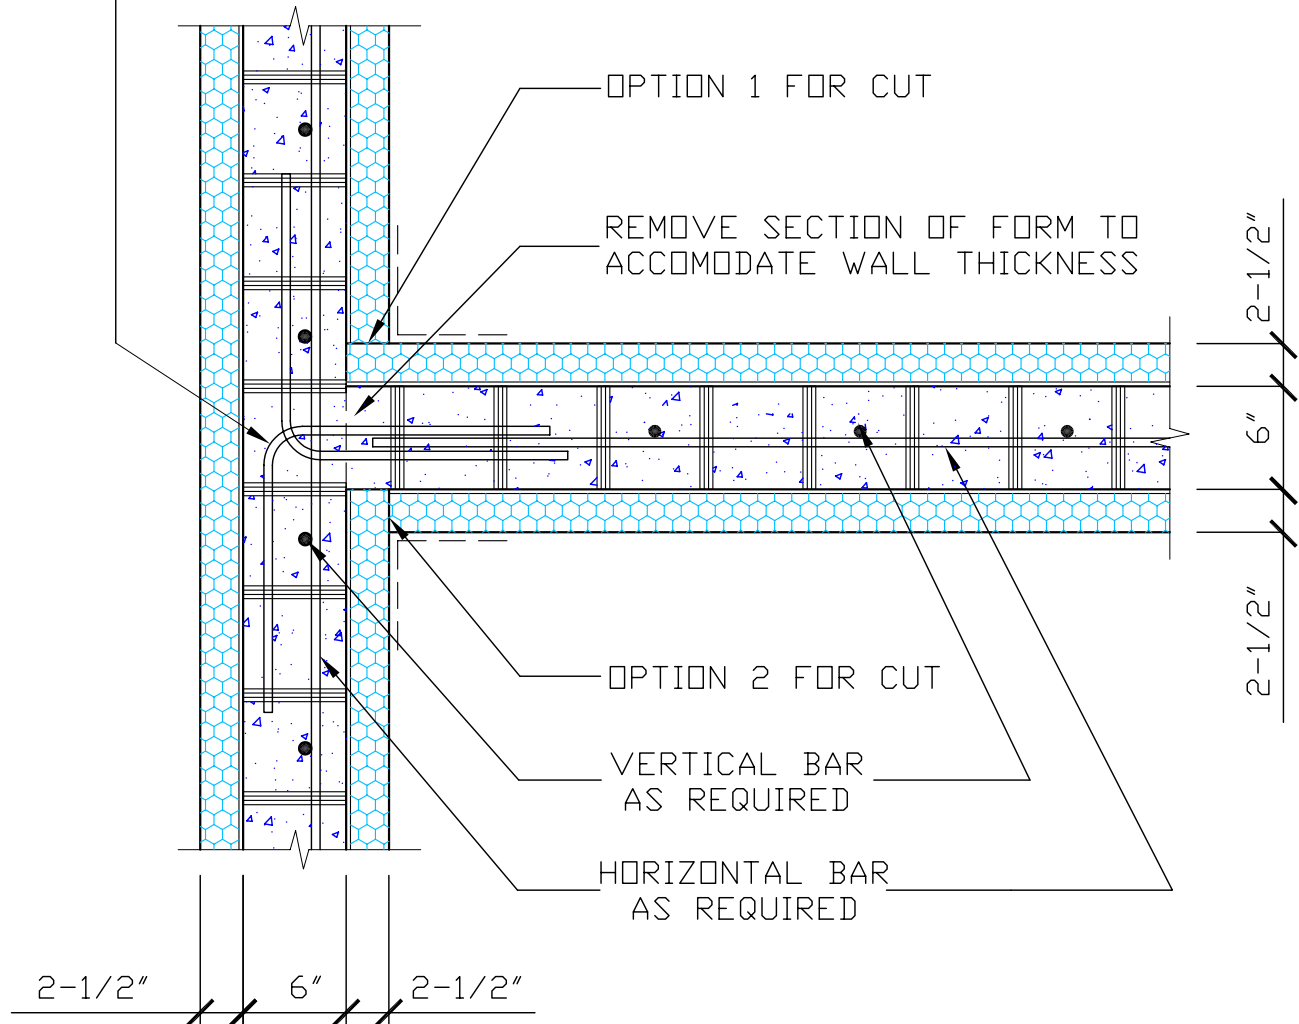 OPTION 1 FOR CUT
REMOVE SECTION OF FORM TO
ACCOMODATE WALL THICKNESS
2-1/2"
6"
2-1/2"
OPTION 2 FOR CUT
VERTICAL BAR
AS REQUIRED
HORIZONTAL BAR
AS REQUIRED
2-1/2" 6" 2-1/2"